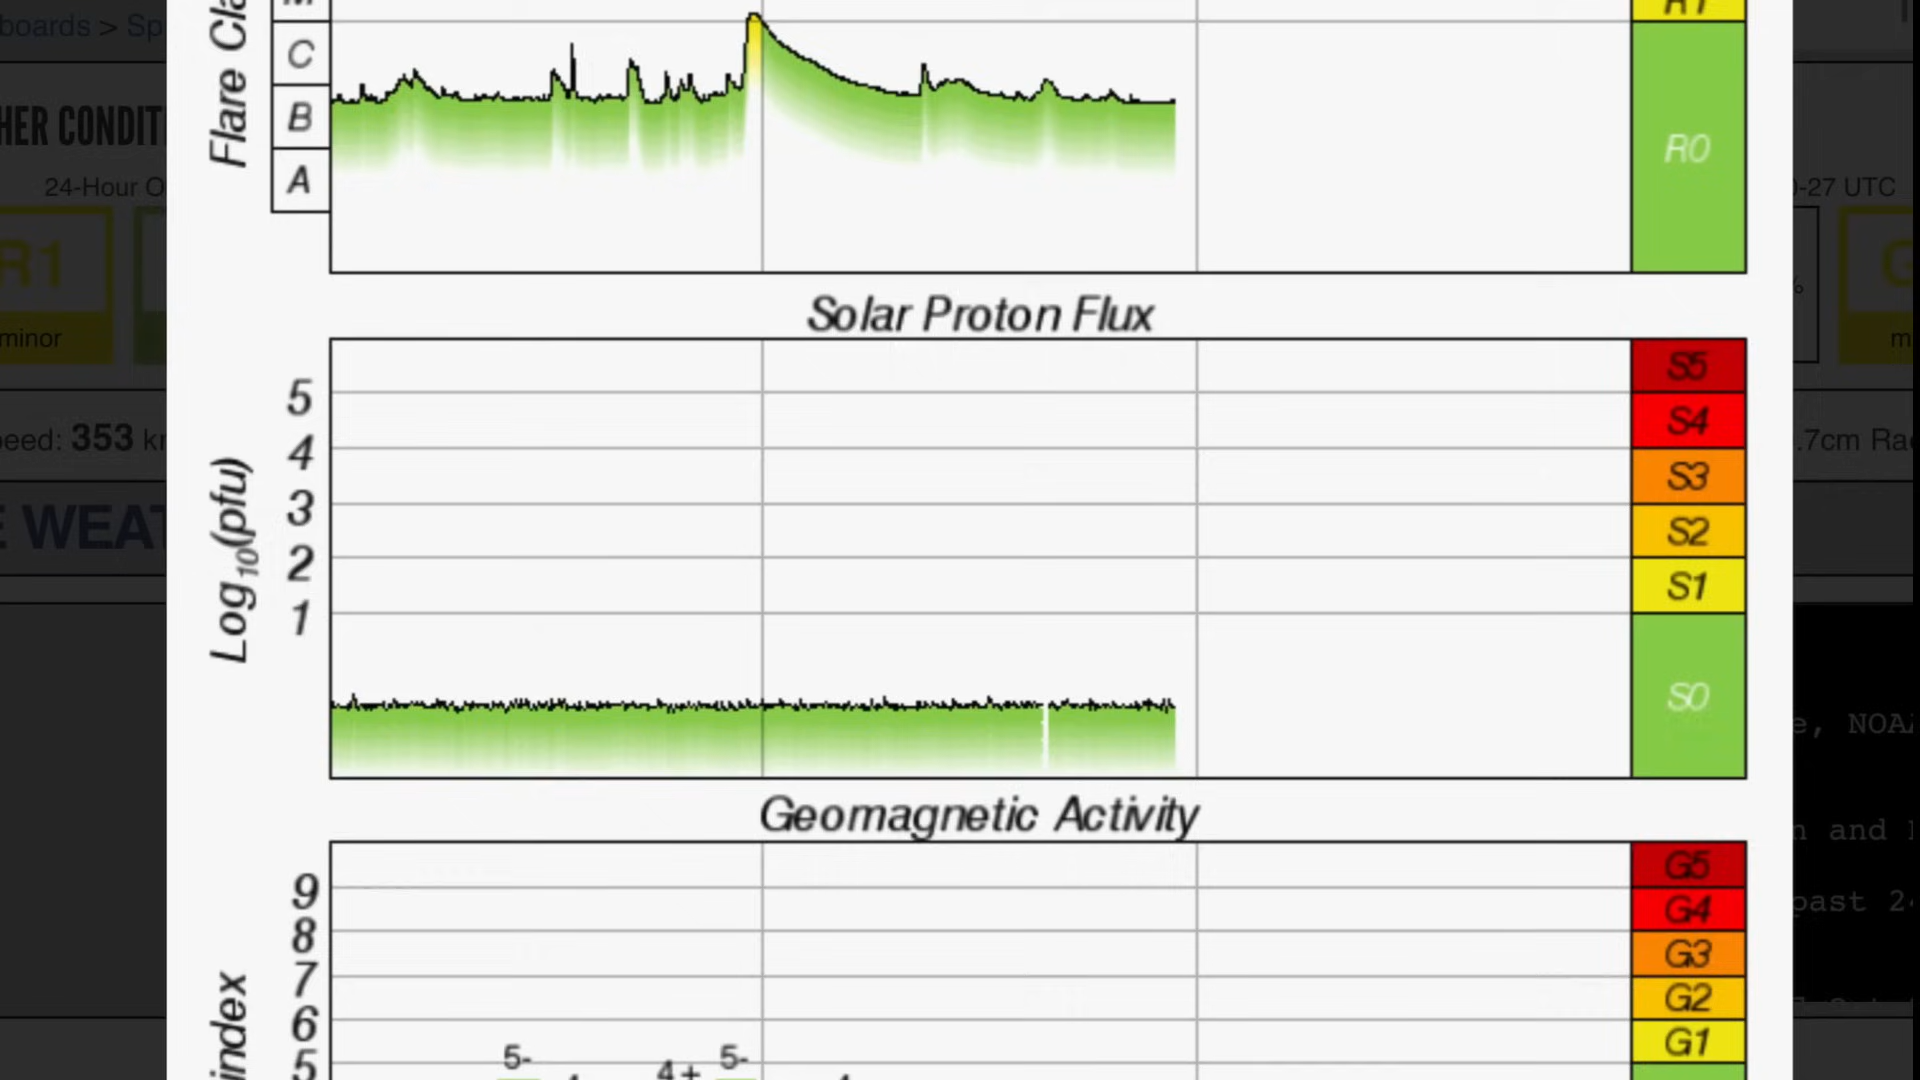 boards > Sp
M
R1
Flare Cla
C
B
A
R0
HER CONDIT
24-Hour O
0-27 UTC
R1
minor
G
%
m
Solar Proton Flux
S5
S4
S3
S2
S1
S0
5
4
3
2
1
Log10(pfu)
peed: 353 k
.7cm Ra
E WEAT
e, NOA
n and
past 2
Geomagnetic Activity
G5
G4
G3
G2
G1
9
8
7
6
5
index
5-
4+
5-